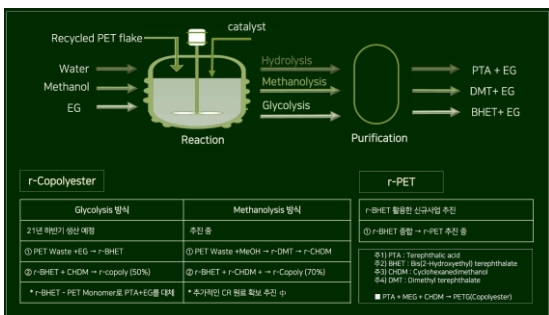 Recycled PET flake
catalyst
Water
Methanol
EG
Hydrolysis
Methanolysis
Glycolysis
Reaction
Purification
PTA + EG
DMT+ EG
BHET+ EG
r-Copolyester
Glycolysis 방식
Methanolysis 방식
21년 하반기 생산 예정
추진 중
① PET Waste +EG → r-BHET
① PET Waste +MeOH → r-DMT → r-CHDM
② r-BHET + CHDM → r-copoly (50%)
② r-BHET + r-CHDM + → r-Copoly (70%)
* r-BHET - PET Monomer로 PTA+EG를 대체
* 추가적인 CR 원료 확보 추진 中
r-PET
r-BHET 활용한 신규사업 추진
① r-BHET 중합 → r-PET 추진 중
주1) PTA : Terephthalic acid
주2) BHET : Bis(2-Hydroxyethyl) terephthalate
주3) CHDM : Cyclohexanedimethanol
주4) DMT : Dimethyl terephthalate
■ PTA + MEG + CHDM → PETG(Copolyester)